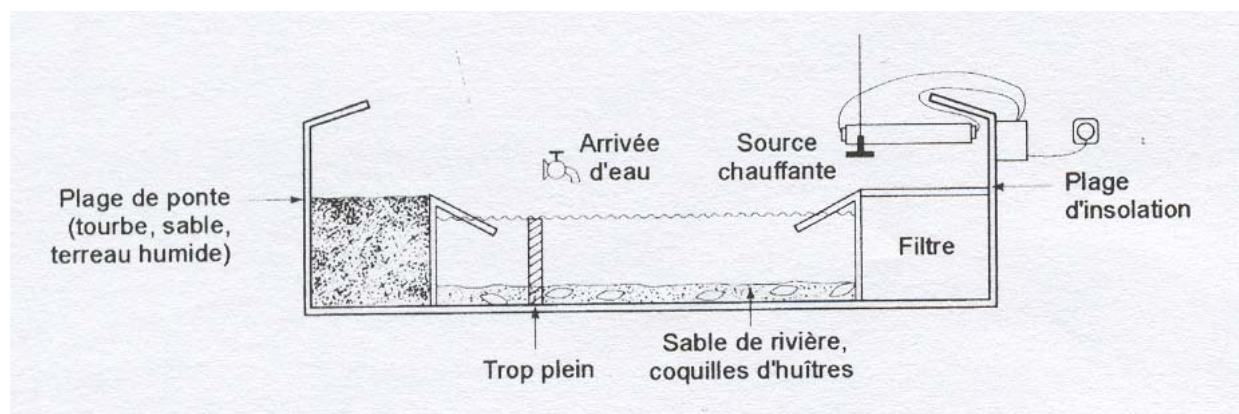 Arrivée
d'eau
Source
chauffante
Plage de ponte
(tourbe, sable,
terreau humide)
Plage
d'insolation
Filtre
Trop plein
Sable de rivière,
coquilles d'huîtres